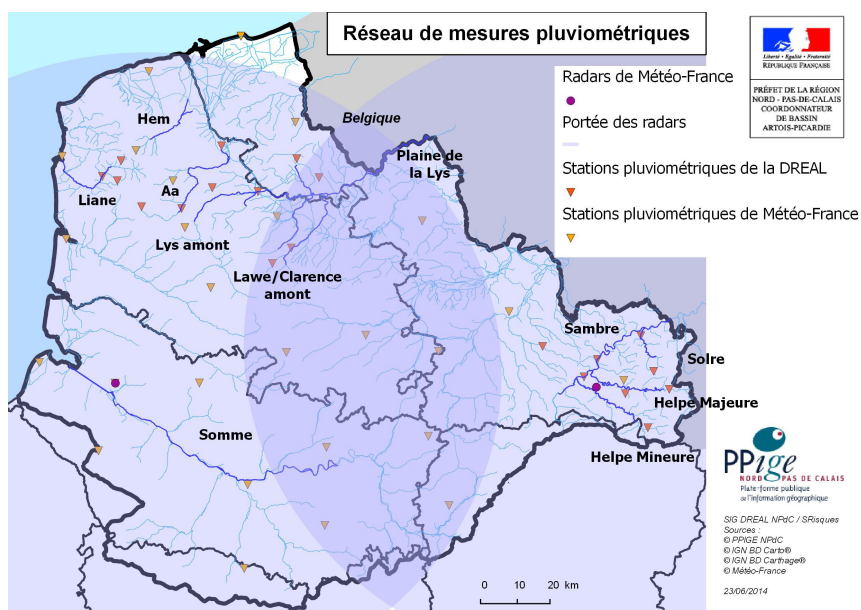 Réseau de mesures pluviométriques
Liberté • Égalité • Fraternité
RÉPUBLIQUE FRANÇAISE
PRÉFET DE LA RÉGION
NORD - PAS-DE-CALAIS
COORDONNATEUR
DE BASSIN
ARTOIS-PICARDIE
Radars de Météo-France
Portée des radars
Stations pluviométriques de la DREAL
Stations pluviométriques de Météo-France
Belgique
Hem
Plaine de
la Lys
Aa
Liane
Lys amont
Lawe/Clarence
amont
Sambre
Solre
Helpe Majeure
Somme
Helpe Mineure
PPige
NORD PAS DE CALAIS
Plate-forme publique
de l'information géographique
SIG DREAL NPdC / SRisques
Sources :
© PPIGE NPdC
© IGN BD Carto®
© IGN BD Carthage®
© Météo-France
23/06/2014
0 10 20 km